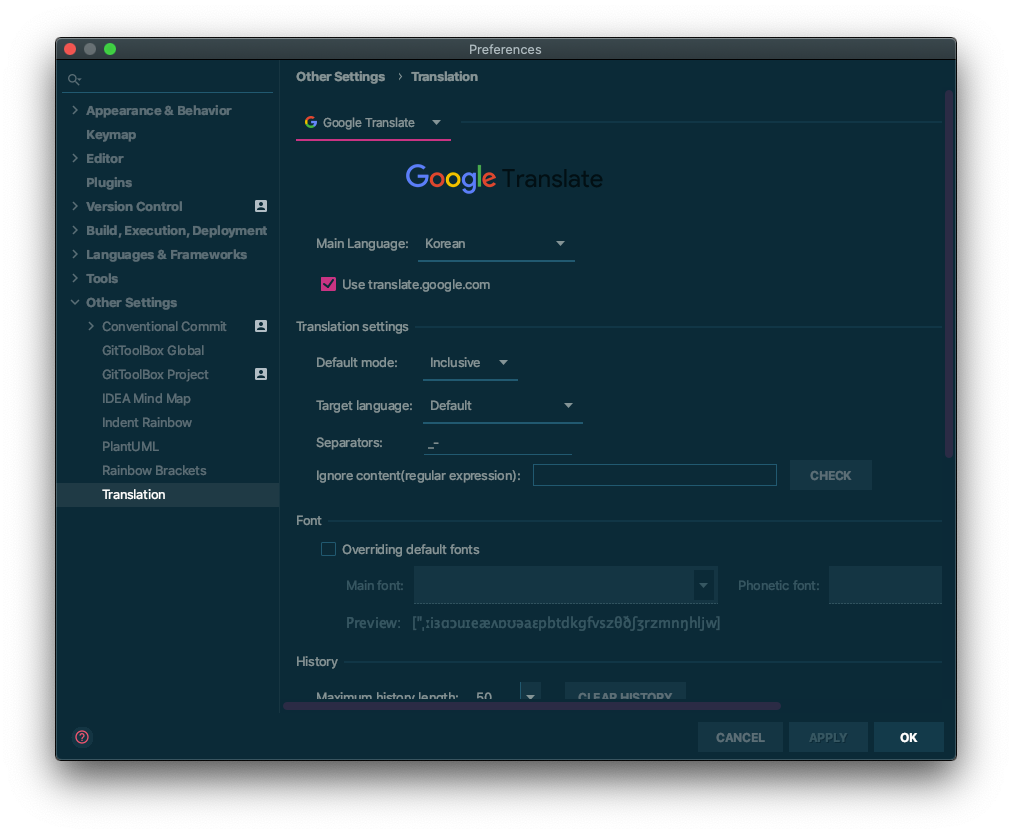 Preferences
Appearance & Behavior
Keymap
Editor
Plugins
Version Control
Build, Execution, Deployment
Languages & Frameworks
Tools
Other Settings
Conventional Commit
GitToolBox Global
GitToolBox Project
IDEA Mind Map
Indent Rainbow
PlantUML
Rainbow Brackets
Translation
Other Settings › Translation
Google Translate
Google Translate
Main Language: Korean
Use translate.google.com
Translation settings
Default mode: Inclusive
Target language: Default
Separators: _-
Ignore content(regular expression): CHECK
Font
Overriding default fonts
Main font: Phonetic font:
Preview: [ˈˌːiɜɑɔuɪeæʌɒʊəaɛpbtdkgfvszθðʃʒrzmnŋhljw]
History
Maximum history length: 50 CLEAR HISTORY
CANCEL APPLY OK